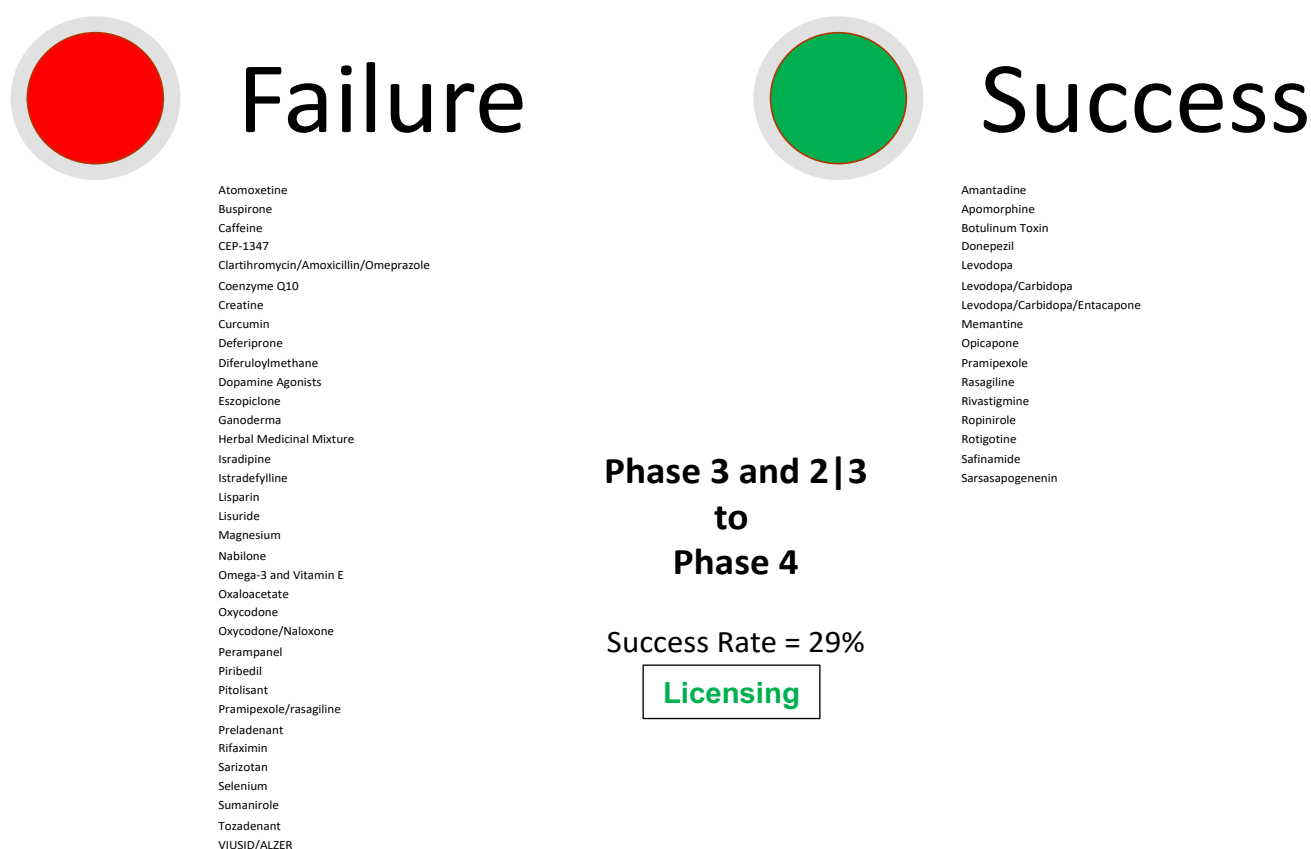 Failure
Success
Atomoxetine
Buspirone
Caffeine
CEP-1347
Clartihromycin/Amoxicillin/Omeprazole
Coenzyme Q10
Creatine
Curcumin
Deferiprone
Diferuloylmethane
Dopamine Agonists
Eszopiclone
Ganoderma
Herbal Medicinal Mixture
Isradipine
Istradefylline
Lisparin
Lisuride
Magnesium
Nabilone
Omega-3 and Vitamin E
Oxaloacetate
Oxycodone
Oxycodone/Naloxone
Perampanel
Piribedil
Pitolisant
Pramipexole/rasagiline
Preladenant
Rifaximin
Sarizotan
Selenium
Sumanirole
Tozadenant
VIUSID/ALZER
Phase 3 and 2|3
to
Phase 4
Success Rate = 29%
Licensing
Amantadine
Apomorphine
Botulinum Toxin
Donepezil
Levodopa
Levodopa/Carbidopa
Levodopa/Carbidopa/Entacapone
Memantine
Opicapone
Pramipexole
Rasagiline
Rivastigmine
Ropinirole
Rotigotine
Safinamide
Sarsasapogenenin